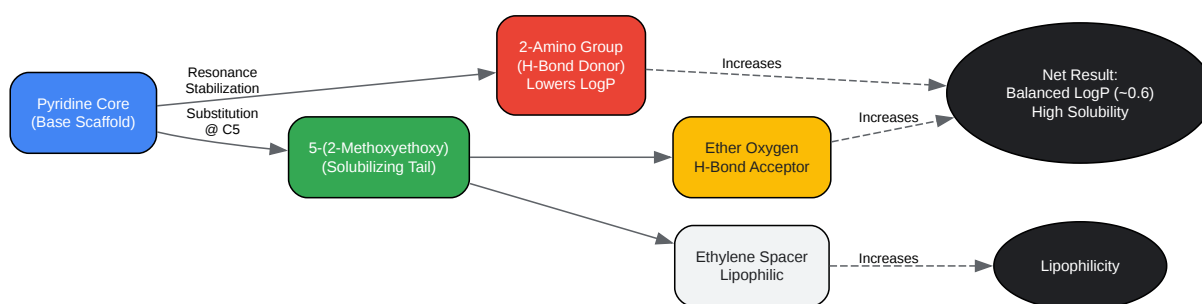 Pyridine Core
(Base Scaffold)
Resonance
Stabilization
Substitution
@ C5
2-Amino Group
(H-Bond Donor)
Lowers LogP
5-(2-Methoxyethoxy)
(Solubilizing Tail)
Increases
Ether Oxygen
H-Bond Acceptor
Increases
Net Result:
Balanced LogP (~0.6)
High Solubility
Ethylene Spacer
Lipophilic
Increases
Lipophilicity